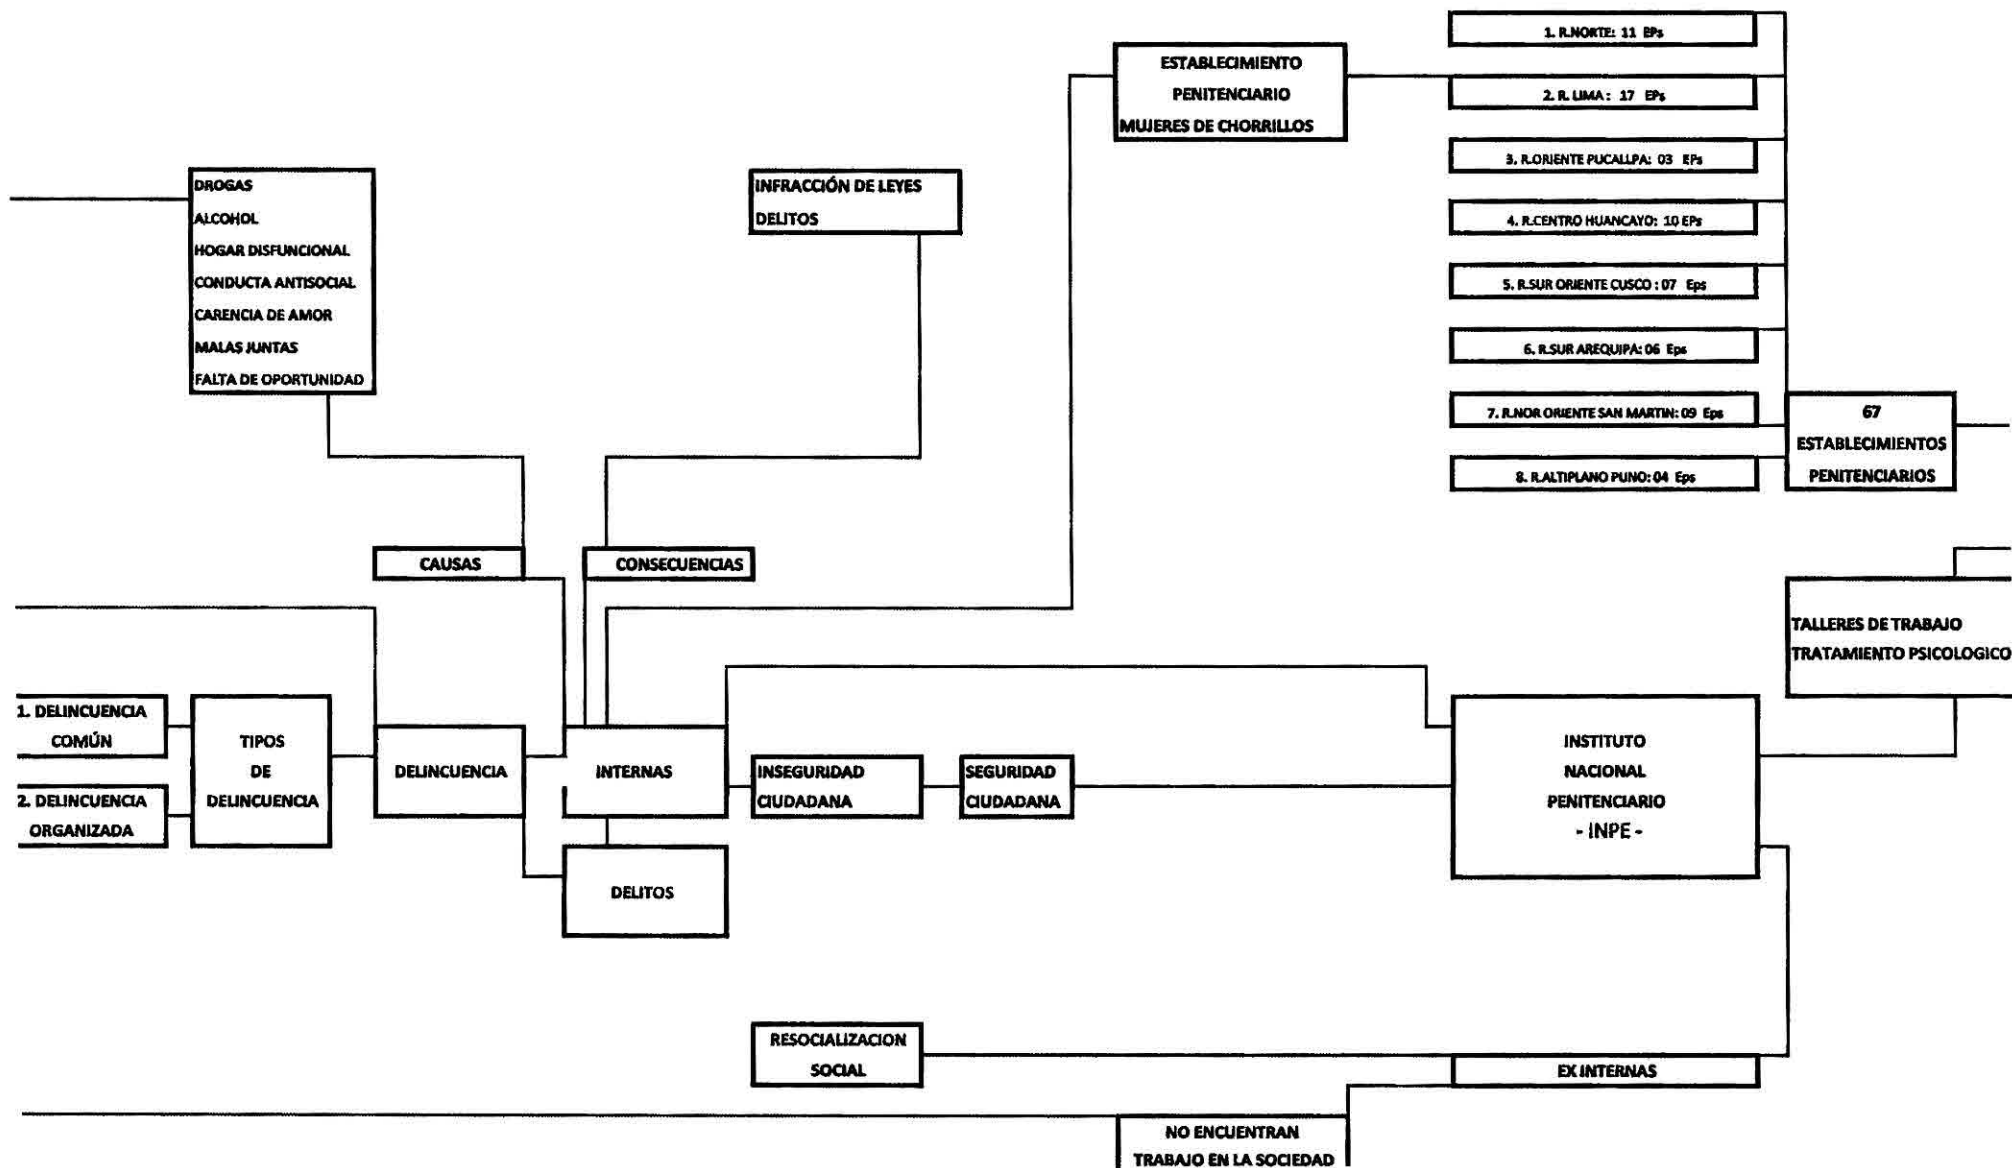 1. R.NORTE: 11 EPs
ESTABLECIMIENTO
PENITENCIARIO
MUJERES DE CHORRILLOS
2. R. LIMA : 17 EPs
3. R.ORIENTE PUCALLPA: 03 EPs
4. R.CENTRO HUANCAYO: 10 EPs
5. R.SUR ORIENTE CUSCO : 07 Eps
6. R.SUR AREQUIPA: 06 Eps
7. R.NOR ORIENTE SAN MARTIN: 09 Eps
8. R.ALTIPLANO PUNO: 04 Eps
67
ESTABLECIMIENTOS
PENITENCIARIOS
DROGAS
ALCOHOL
HOGAR DISFUNCIONAL
CONDUCTA ANTISOCIAL
CARENCIA DE AMOR
MALAS JUNTAS
FALTA DE OPORTUNIDAD
INFRACCIÓN DE LEYES
DELITOS
CAUSAS
CONSECUENCIAS
TALLERES DE TRABAJO
TRATAMIENTO PSICOLOGICO
1. DELINCUENCIA
COMÚN
2. DELINCUENCIA
ORGANIZADA
TIPOS
DE
DELINCUENCIA
DELINCUENCIA
INTERNAS
INSEGURIDAD
CIUDADANA
SEGURIDAD
CIUDADANA
INSTITUTO
NACIONAL
PENITENCIARIO
- INPE -
DELITOS
RESOCIALIZACION
SOCIAL
EX INTERNAS
NO ENCUENTRAN
TRABAJO EN LA SOCIEDAD